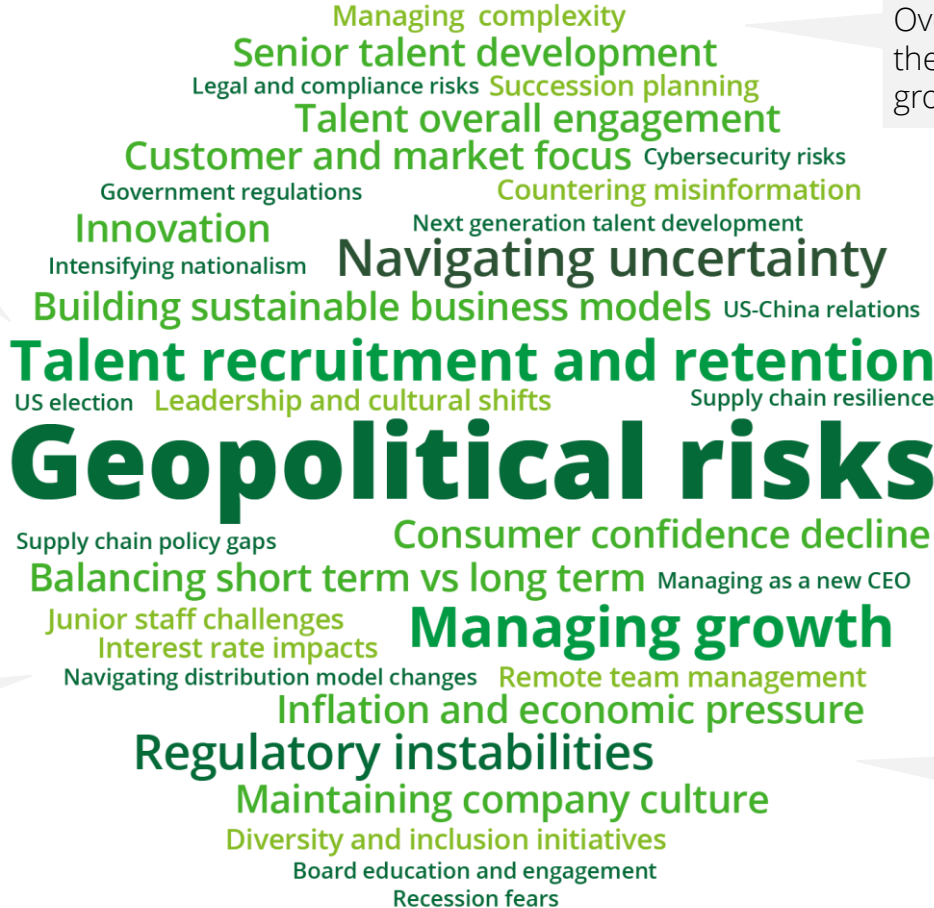 Managing complexity
Senior talent development
Legal and compliance risks Succession planning
Talent overall engagement
Customer and market focus Cybersecurity risks
Government regulations Countering misinformation
Innovation Next generation talent development
Intensifying nationalism Navigating uncertainty
Building sustainable business models US-China relations
Talent recruitment and retention
US election Leadership and cultural shifts Supply chain resilience
Geopolitical risks
Supply chain policy gaps Consumer confidence decline
Balancing short term vs long term Managing as a new CEO
Junior staff challenges Managing growth
Interest rate impacts
Navigating distribution model changes Remote team management
Inflation and economic pressure
Regulatory instabilities
Maintaining company culture
Diversity and inclusion initiatives
Board education and engagement
Recession fears